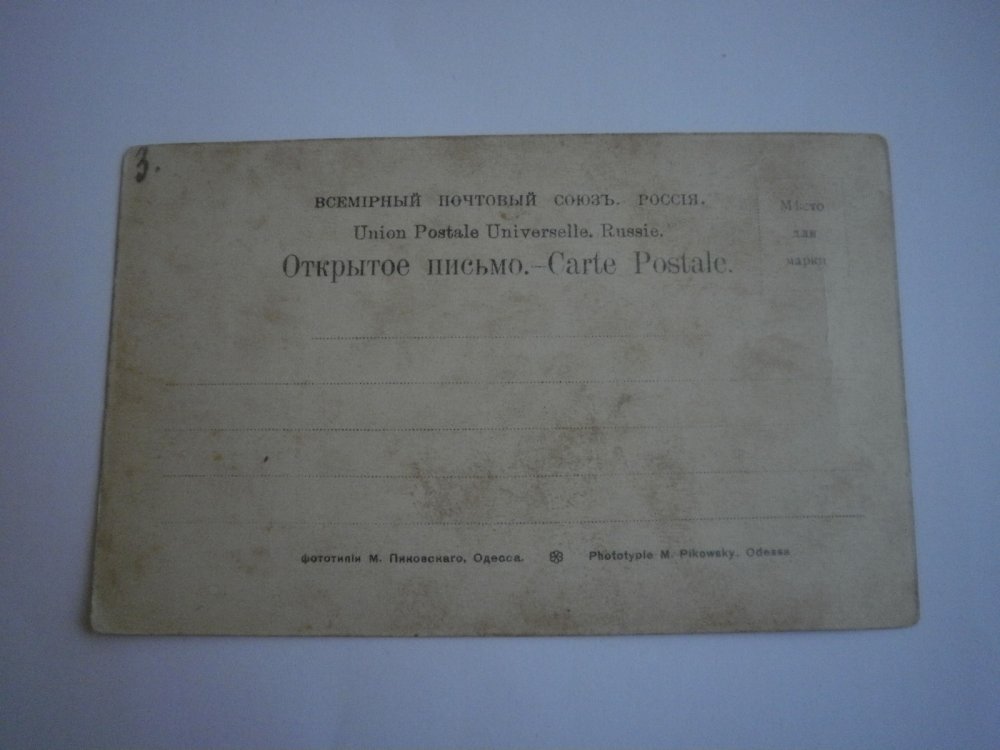 3.
ВСЕМІРНЫЙ ПОЧТОВЫЙ СОЮЗЪ. РОССІЯ.
Union Postale Universelle. Russie.
Открытое письмо.-Carte Postale.
Мѣсто
для
марки
Фототипіи М. Пиковскаго, Одесса.
Phototypie M. Pikowsky. Odessa